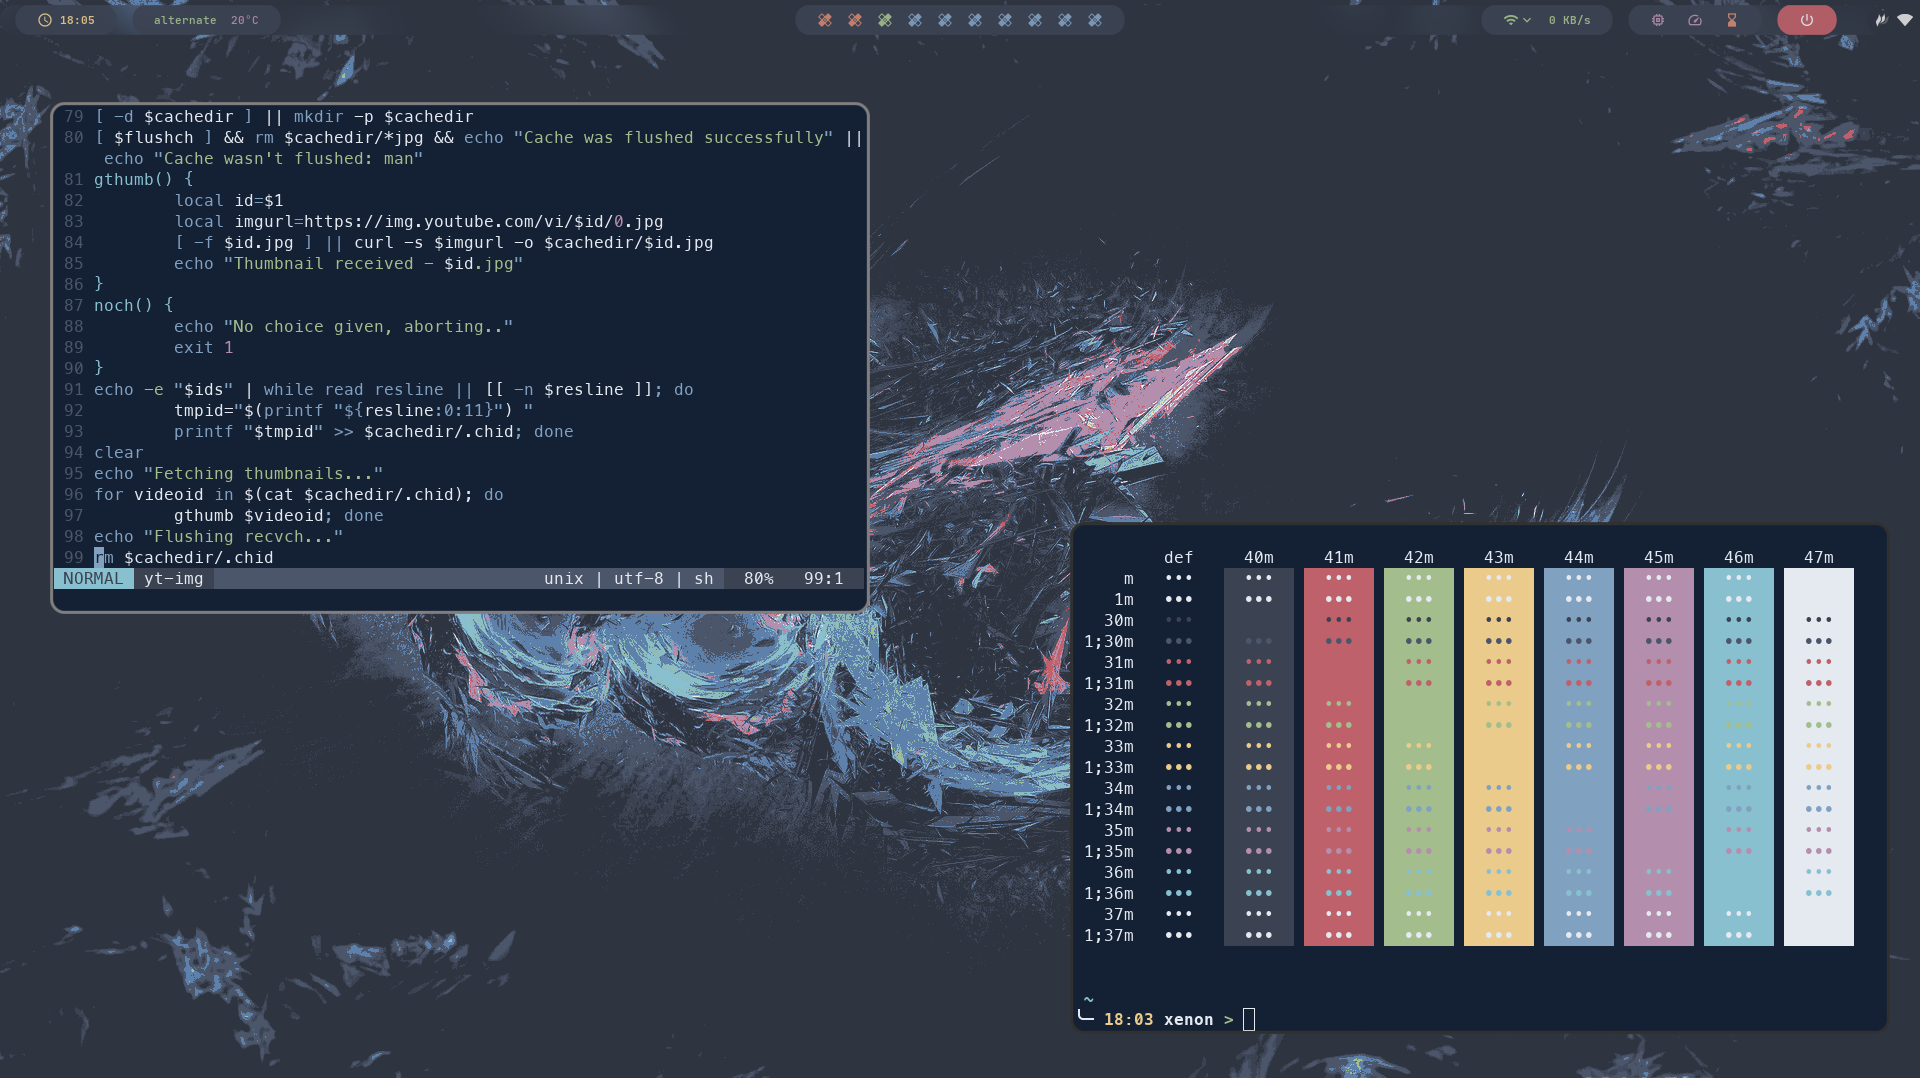 18:05
alternate 20°C
0 KB/s
79 [ -d $cachedir ] || mkdir -p $cachedir
80 [ $flushch ] && rm $cachedir/*jpg && echo "Cache was flushed successfully" ||
echo "Cache wasn't flushed: man"
81 gthumb() {
82 local id=$1
83 local imgurl=https://img.youtube.com/vi/$id/0.jpg
84 [ -f $id.jpg ] || curl -s $imgurl -o $cachedir/$id.jpg
85 echo "Thumbnail received - $id.jpg"
86 }
87 noch() {
88 echo "No choice given, aborting.."
89 exit 1
90 }
91 echo -e "$ids" | while read resline || [[ -n $resline ]]; do
92 tmpid="$(printf "${resline:0:11}") "
93 printf "$tmpid" >> $cachedir/.chid; done
94 clear
95 echo "Fetching thumbnails..."
96 for videoid in $(cat $cachedir/.chid); do
97 gthumb $videoid; done
98 echo "Flushing recvch..."
99 rm $cachedir/.chid
NORMAL yt-img unix | utf-8 | sh 80% 99:1
def 40m 41m 42m 43m 44m 45m 46m 47m
m ••• ••• ••• ••• ••• ••• ••• •••
1m ••• ••• ••• ••• ••• ••• ••• •••
30m ••• ••• ••• ••• ••• ••• ••• •••
1;30m ••• ••• ••• ••• ••• ••• ••• ••• •••
31m ••• ••• ••• ••• ••• ••• ••• •••
1;31m ••• ••• ••• ••• ••• ••• ••• •••
32m ••• ••• ••• ••• ••• ••• ••• •••
1;32m ••• ••• ••• ••• ••• ••• ••• •••
33m ••• ••• ••• ••• ••• ••• ••• •••
1;33m ••• ••• ••• ••• ••• ••• ••• •••
34m ••• ••• ••• ••• ••• ••• ••• •••
1;34m ••• ••• ••• ••• ••• ••• ••• •••
35m ••• ••• ••• ••• ••• ••• ••• •••
1;35m ••• ••• ••• ••• ••• ••• ••• •••
36m ••• ••• ••• ••• ••• ••• ••• •••
1;36m ••• ••• ••• ••• ••• ••• ••• •••
37m ••• ••• ••• ••• ••• ••• ••• •••
1;37m ••• ••• ••• ••• ••• ••• ••• •••
~
18:03 xenon >